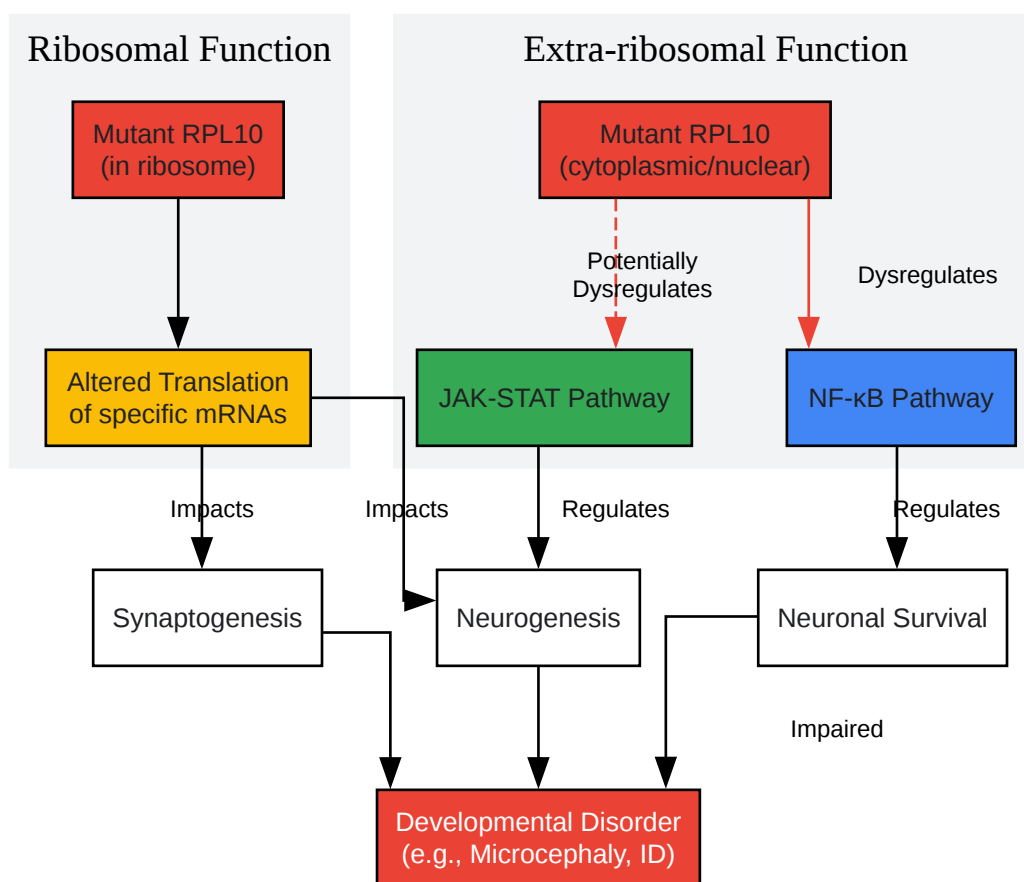 Ribosomal Function
Extra-ribosomal Function
Mutant RPL10
(in ribosome)
Mutant RPL10
(cytoplasmic/nuclear)
Potentially
Dysregulates
Dysregulates
Altered Translation
of specific mRNAs
JAK-STAT Pathway
NF-κB Pathway
Impacts
Impacts
Regulates
Regulates
Synaptogenesis
Neurogenesis
Neuronal Survival
Impaired
Developmental Disorder
(e.g., Microcephaly, ID)